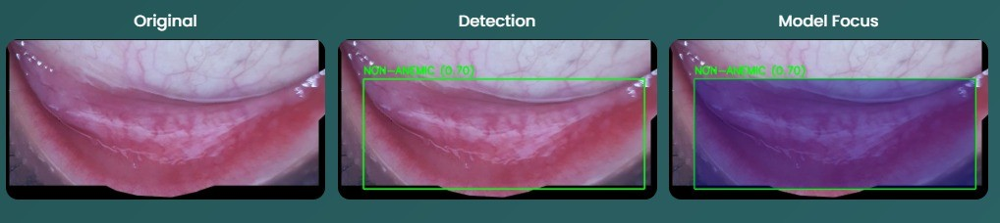 Original
Detection
Model Focus
NON-ANEMIC (0.70)
NON-ANEMIC (0.70)